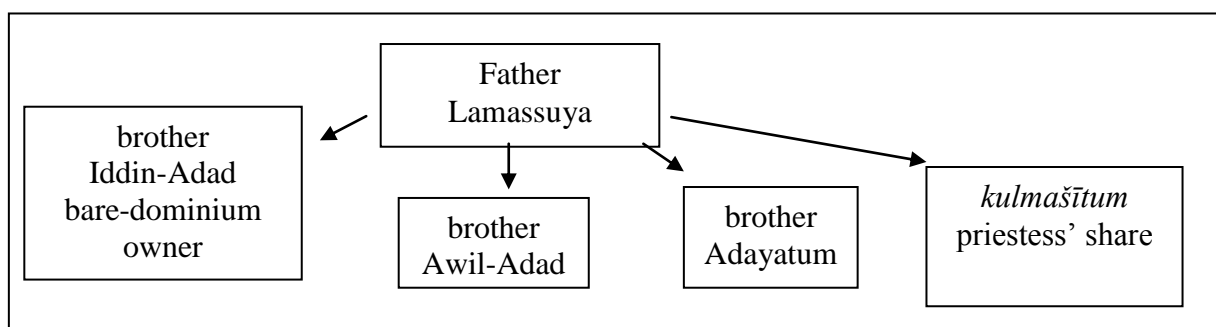 Father
Lamassuya
brother
Iddin-Adad
bare-dominium
owner
brother
Awil-Adad
brother
Adayatum
kulmašītum
priestess’ share